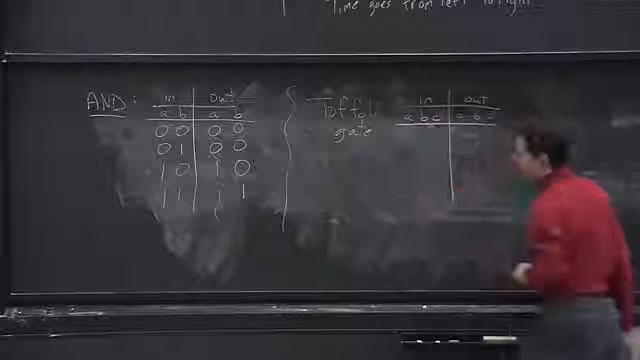 Time goes from left to right
AND: In Out
a b a b
0 0 0 0
0 1 0 0
1 0 1 0
1 1 1 1
Toffoli
gate
In Out
a b c a b c